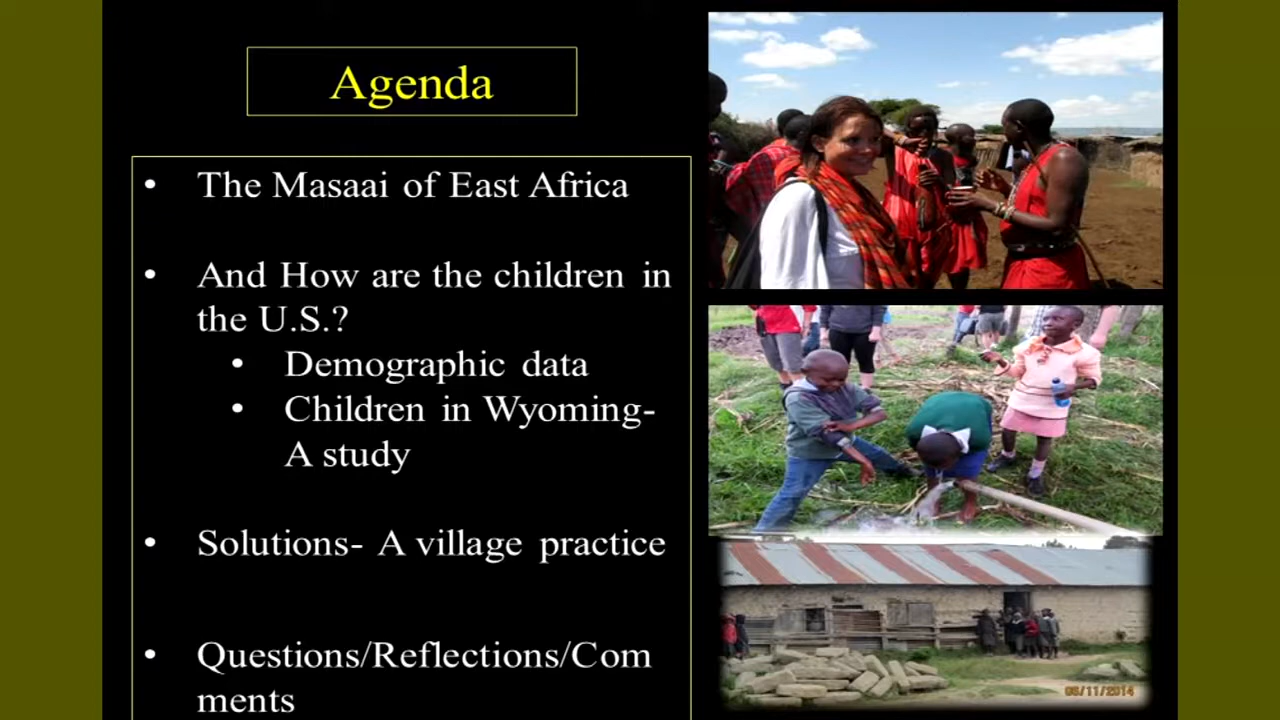 Agenda
• The Masaai of East Africa
• And How are the children in
the U.S.?
• Demographic data
• Children in Wyoming-
A study
• Solutions- A village practice
• Questions/Reflections/Com
ments
06/11/2014